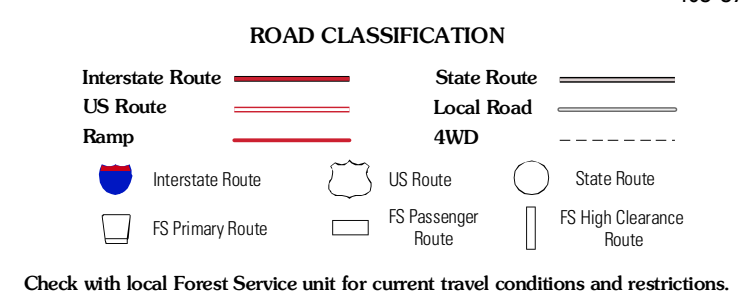 ROAD CLASSIFICATION
Interstate Route
State Route
US Route
Local Road
Ramp
4WD
Interstate Route
US Route
State Route
FS Primary Route
FS Passenger
Route
FS High Clearance
Route
Check with local Forest Service unit for current travel conditions and restrictions.